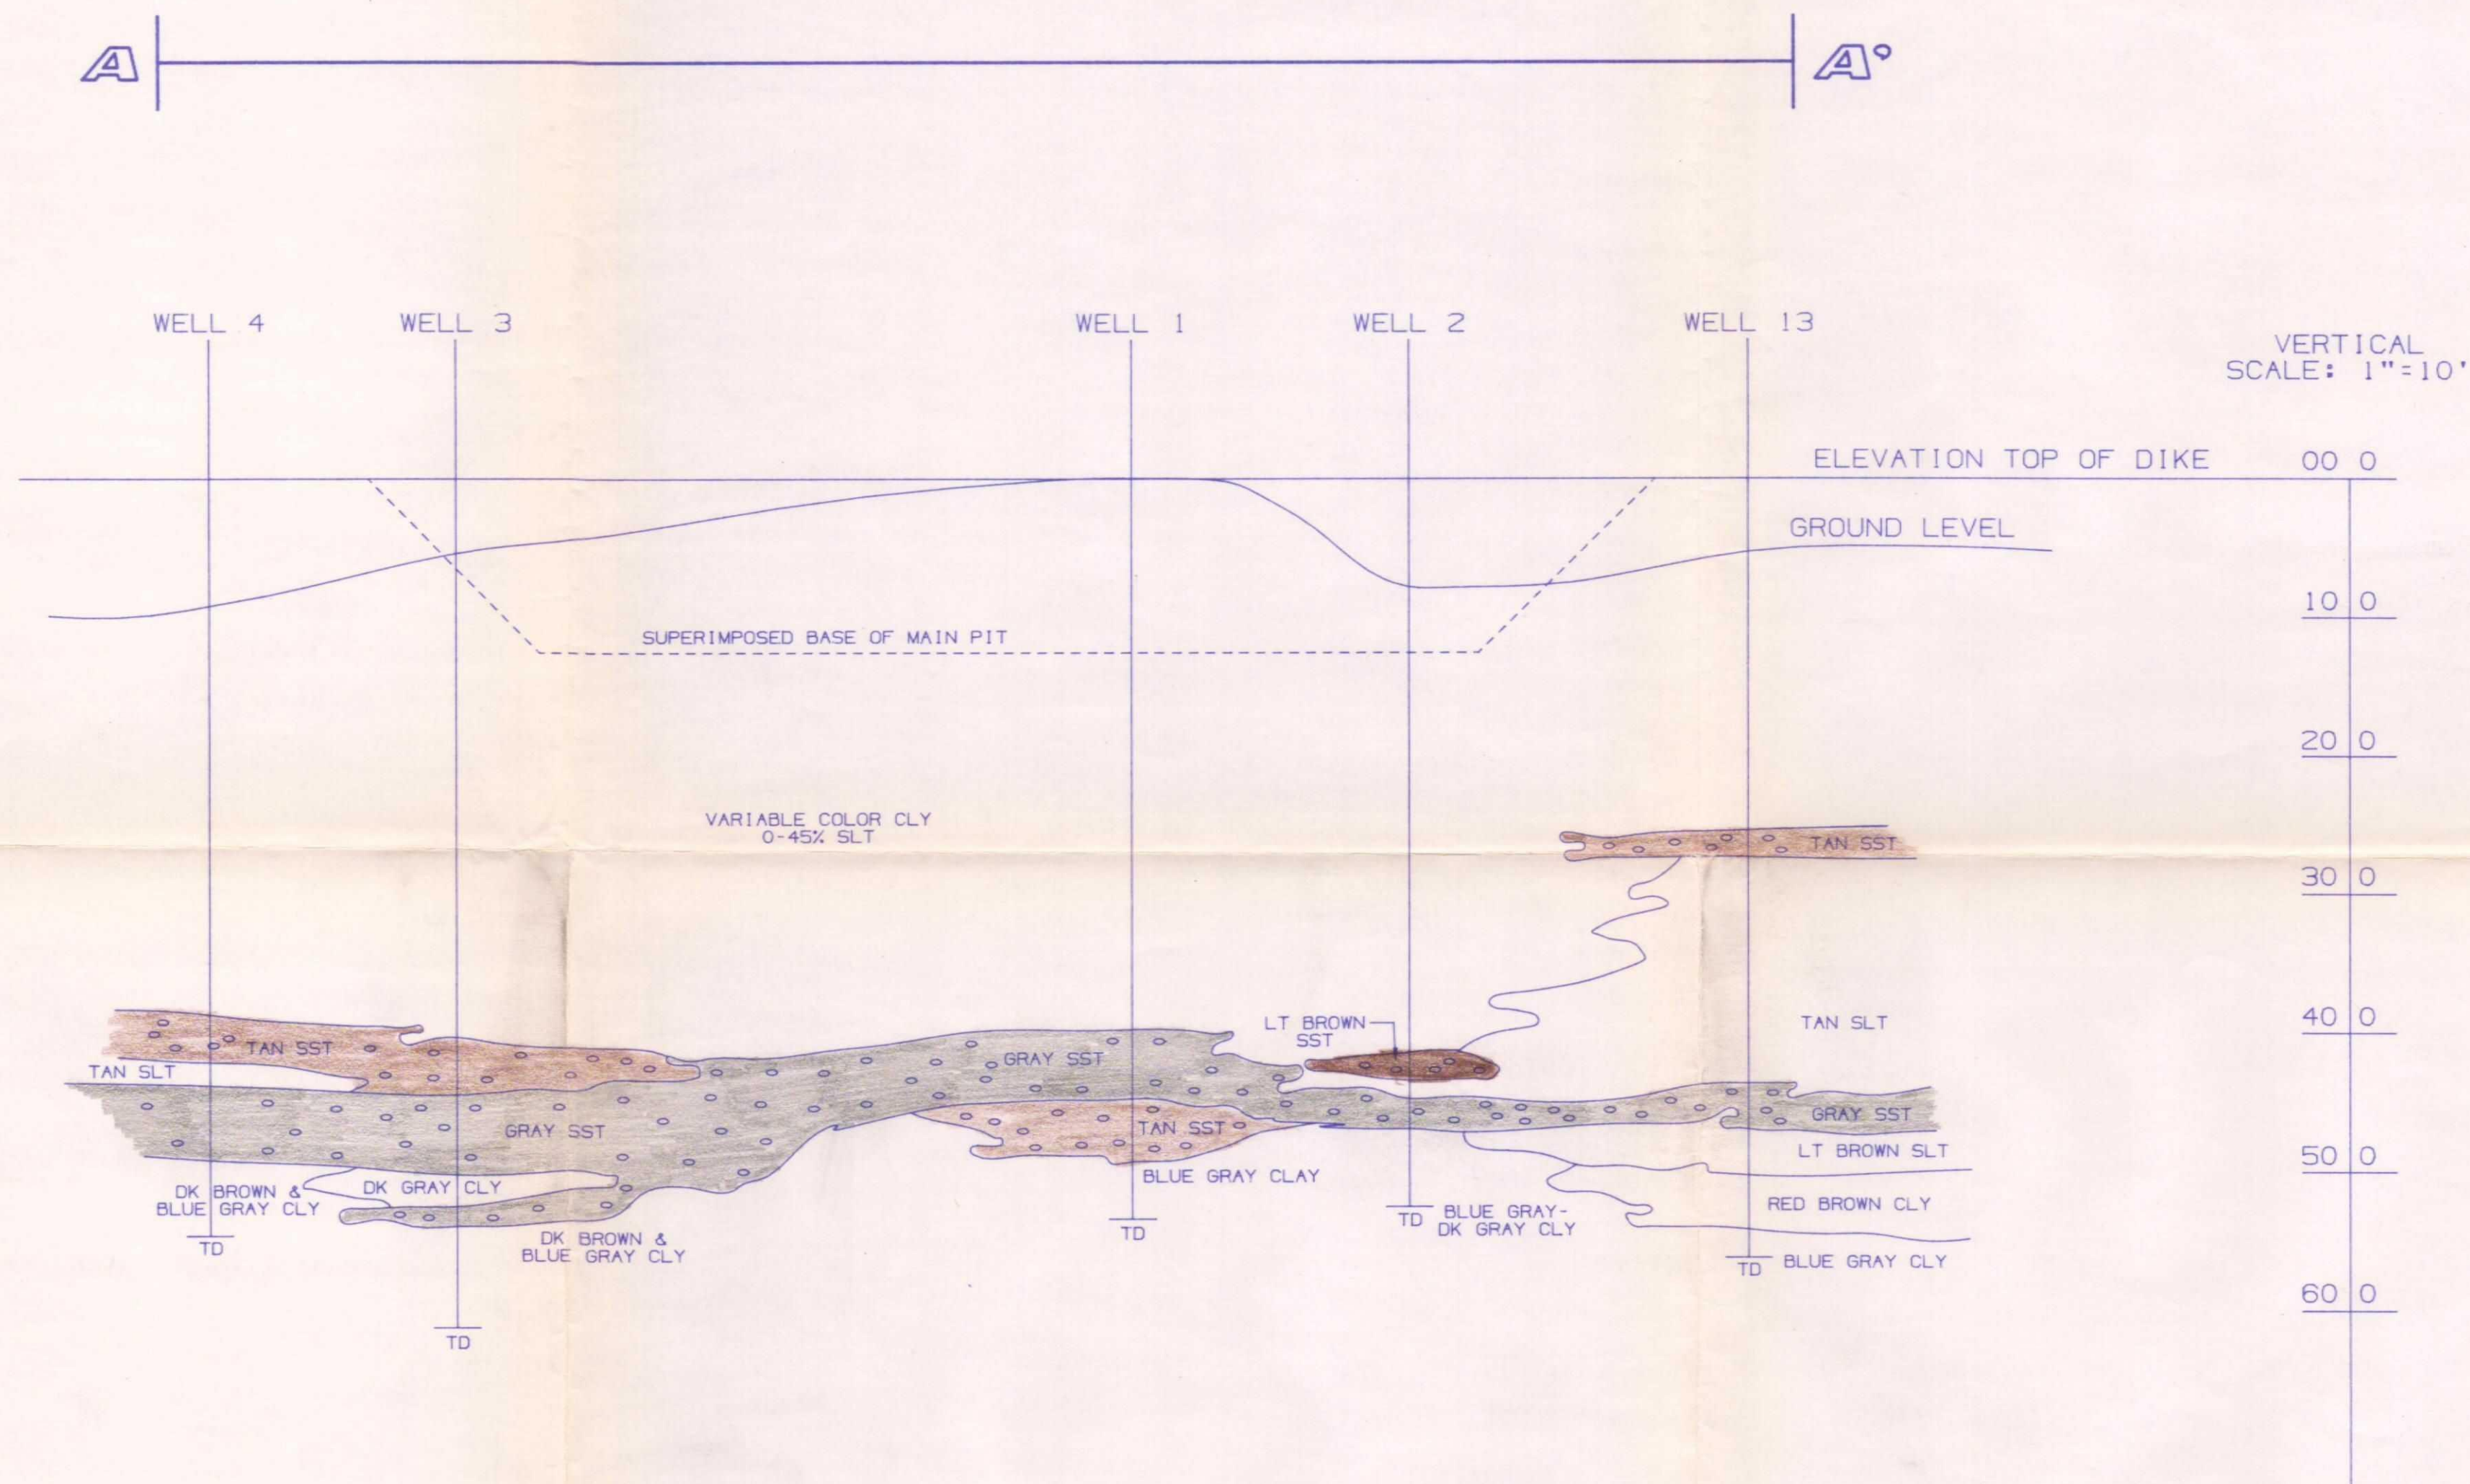 A A'
WELL 4 WELL 3 WELL 1 WELL 2 WELL 13
VERTICAL
SCALE: 1"=10'
ELEVATION TOP OF DIKE 00 0
GROUND LEVEL
10 0
SUPERIMPOSED BASE OF MAIN PIT
20 0
VARIABLE COLOR CLY
0-45% SLT
TAN SST
30 0
LT BROWN
SST
TAN SLT
40 0
TAN SST
GRAY SST
TAN SLT
GRAY SST
TAN SST
GRAY SST
LT BROWN SLT
50 0
BLUE GRAY CLAY
DK BROWN &
BLUE GRAY CLY
DK GRAY CLY
RED BROWN CLY
BLUE GRAY-
DK GRAY CLY
TD
TD
TD
DK BROWN &
BLUE GRAY CLY
TD
BLUE GRAY CLY
60 0
TD